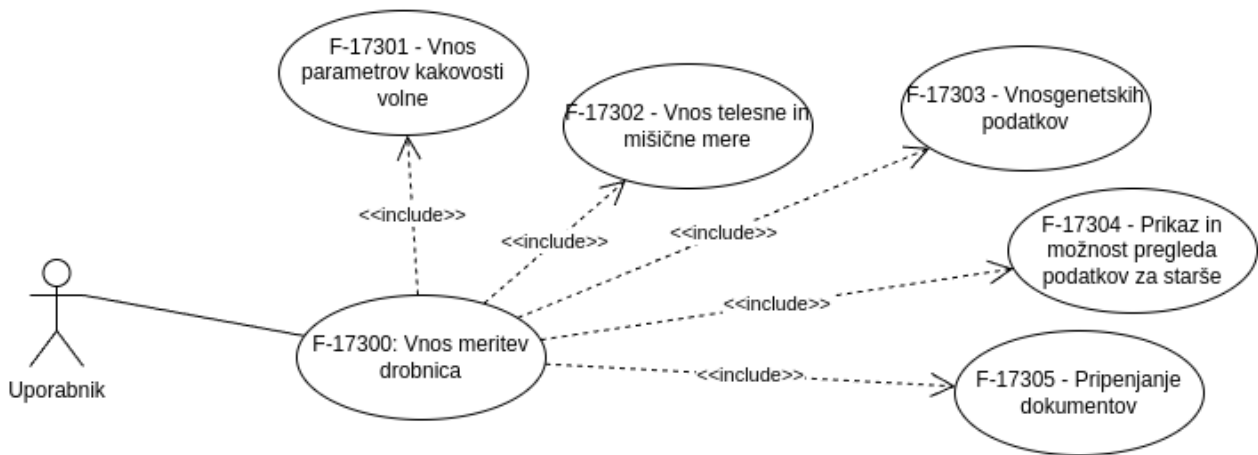 F-17301 - Vnos
parametrov kakovosti
volne
F-17302 - Vnos telesne in
mišične mere
F-17303 - Vnosgenetskih
podatkov
<<include>>
<<include>>
<<include>>
F-17304 - Prikaz in
možnost pregleda
podatkov za starše
<<include>>
F-17300: Vnos meritev
drobnica
<<include>>
F-17305 - Pripenjanje
dokumentov
Uporabnik